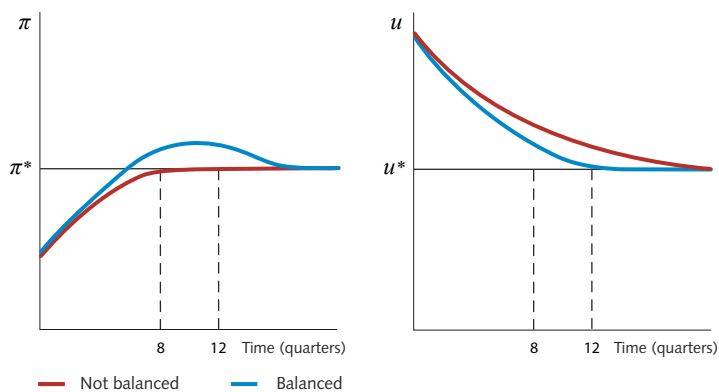 π
π*
8 12 Time (quarters)
u
u*
8 12 Time (quarters)
Not balanced Balanced